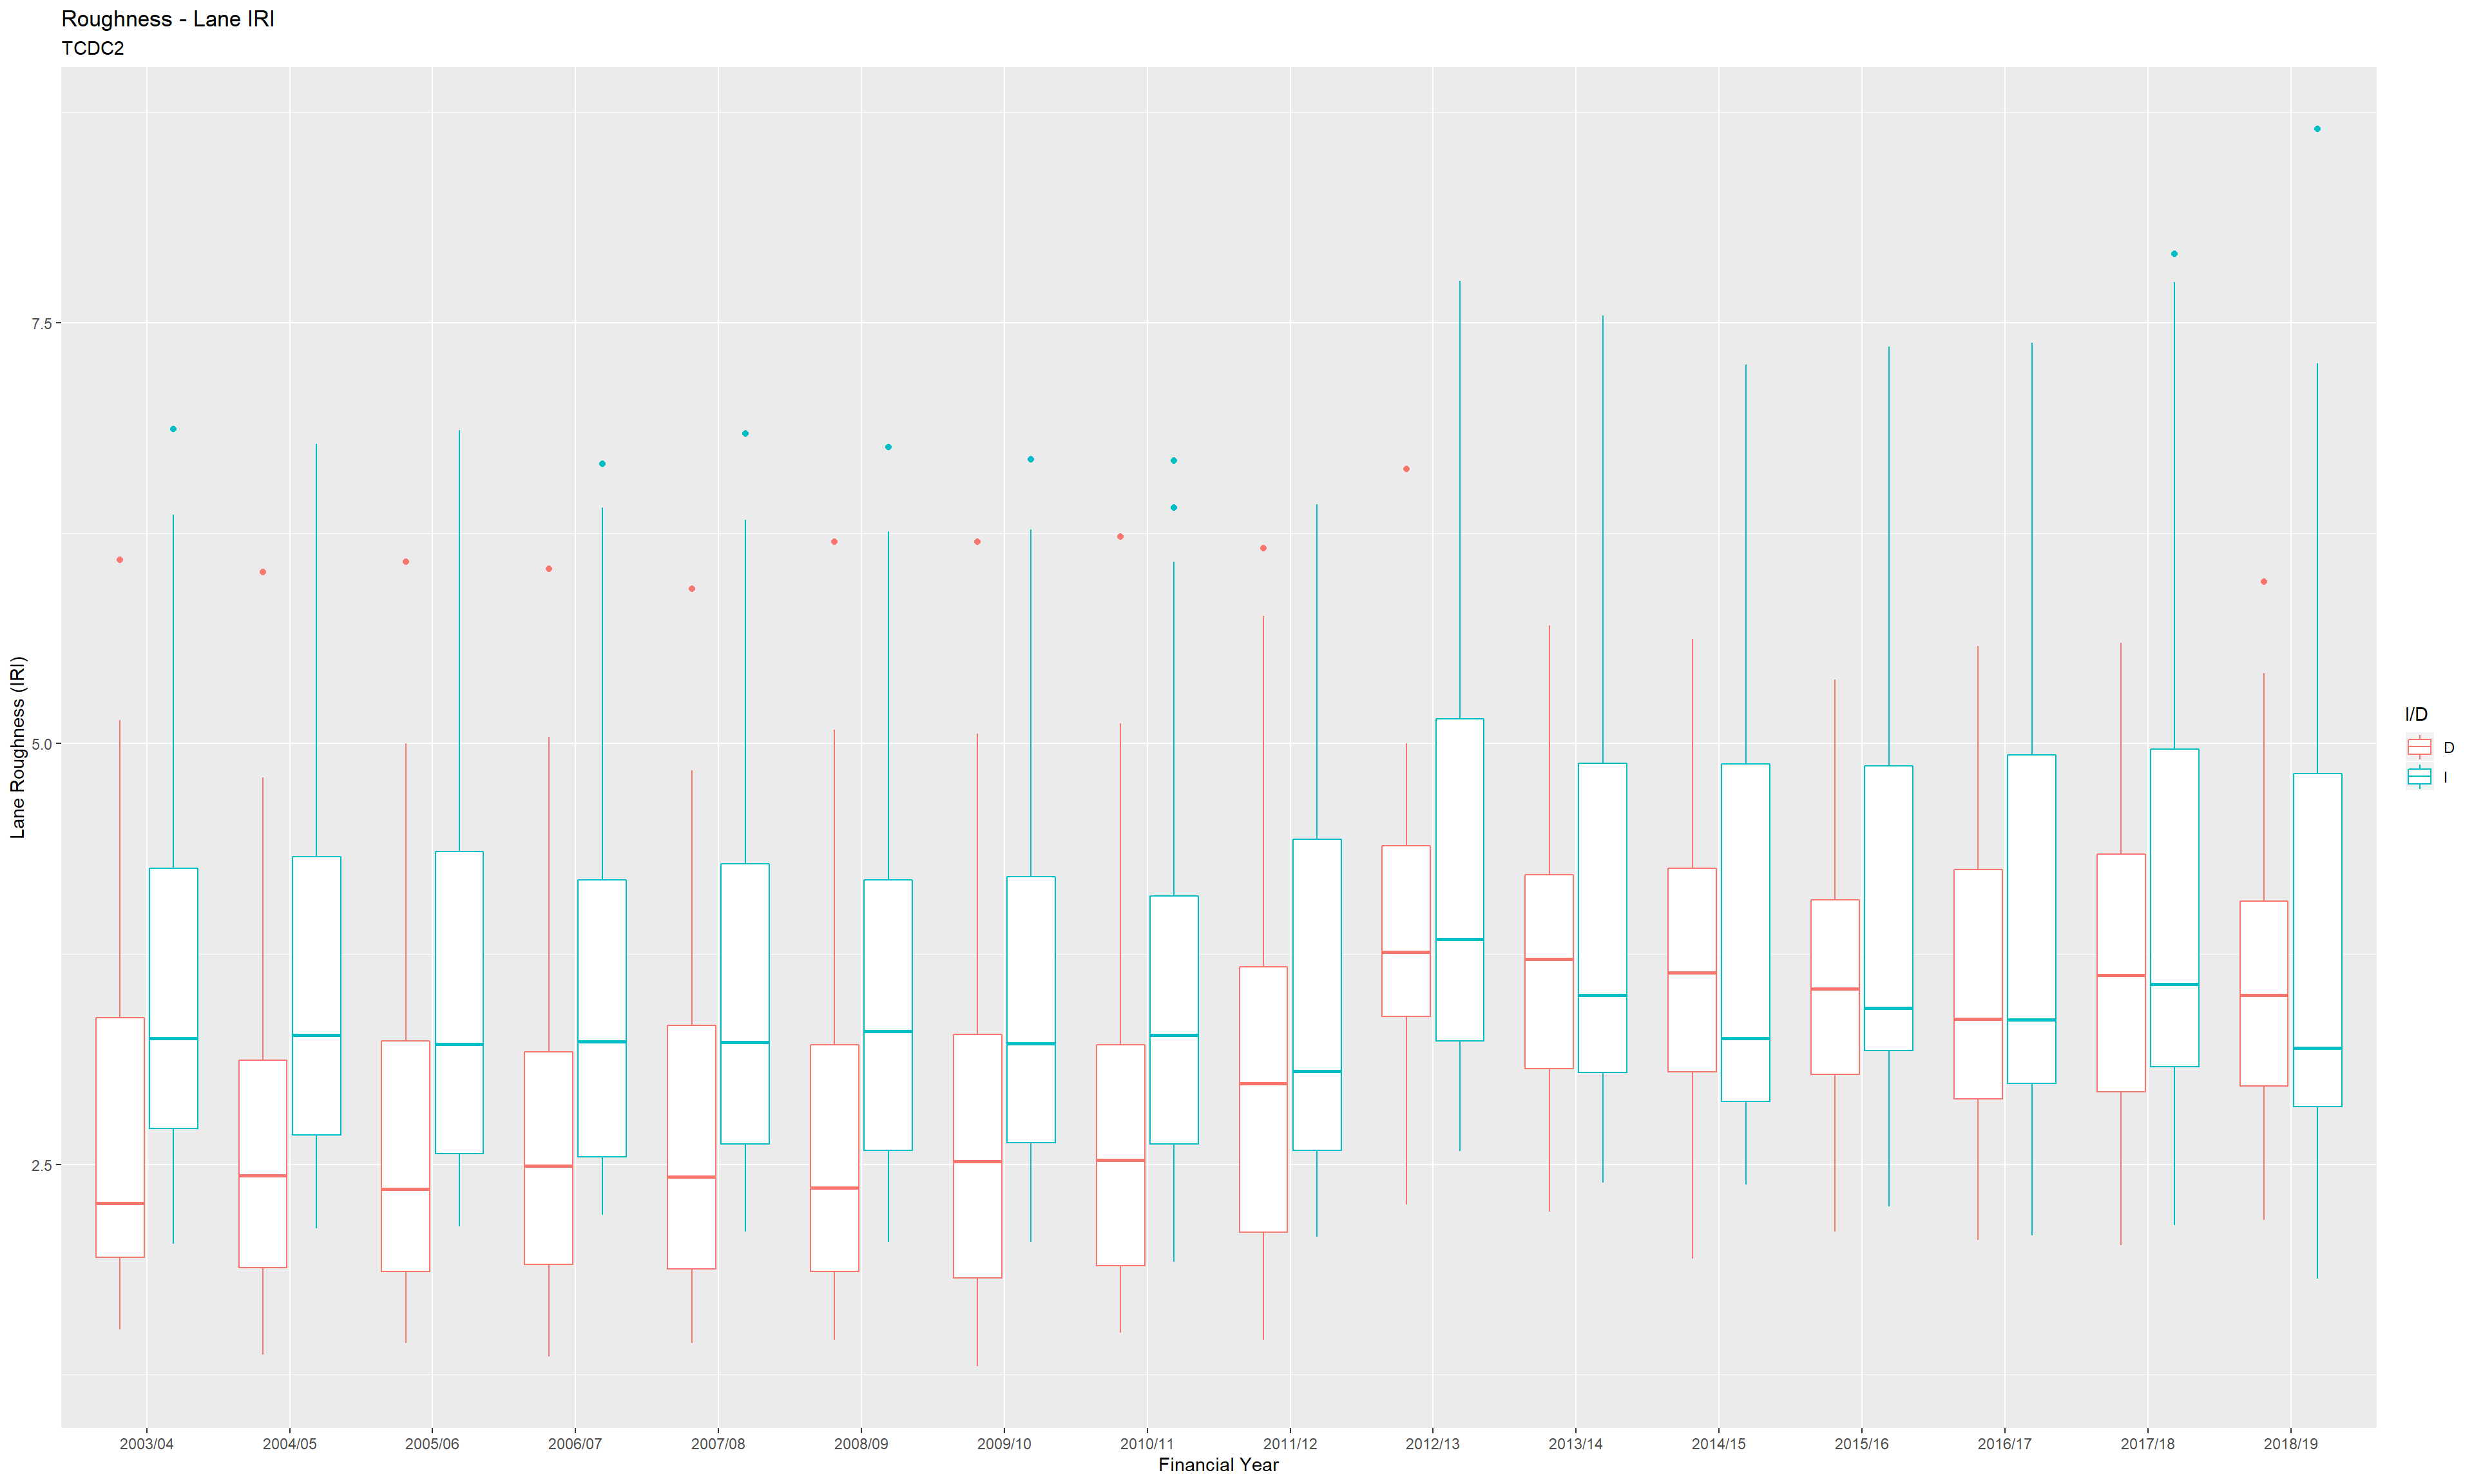 Roughness - Lane IRI
TCDC2
Lane Roughness (IRI)
7.5
5.0
2.5
2003/04 2004/05 2005/06 2006/07 2007/08 2008/09 2009/10 2010/11 2011/12 2012/13 2013/14 2014/15 2015/16 2016/17 2017/18 2018/19
Financial Year
I/D
D
I